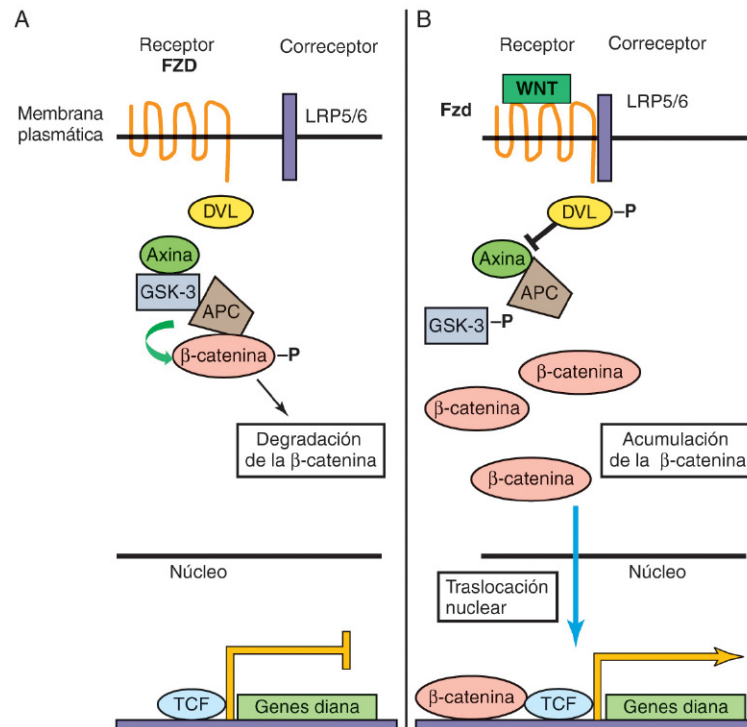 A
Receptor
FZD
Correceptor
LRP5/6
Membrana
plasmática
DVL
Axina
GSK-3
APC
β-catenina
–P
Degradación
de la β-catenina
Núcleo
TCF
Genes diana
B
Receptor
Correceptor
WNT
Fzd
LRP5/6
DVL
–P
Axina
APC
GSK-3
–P
β-catenina
β-catenina
β-catenina
Acumulación
de la β-catenina
Núcleo
Traslocación
nuclear
β-catenina
TCF
Genes diana